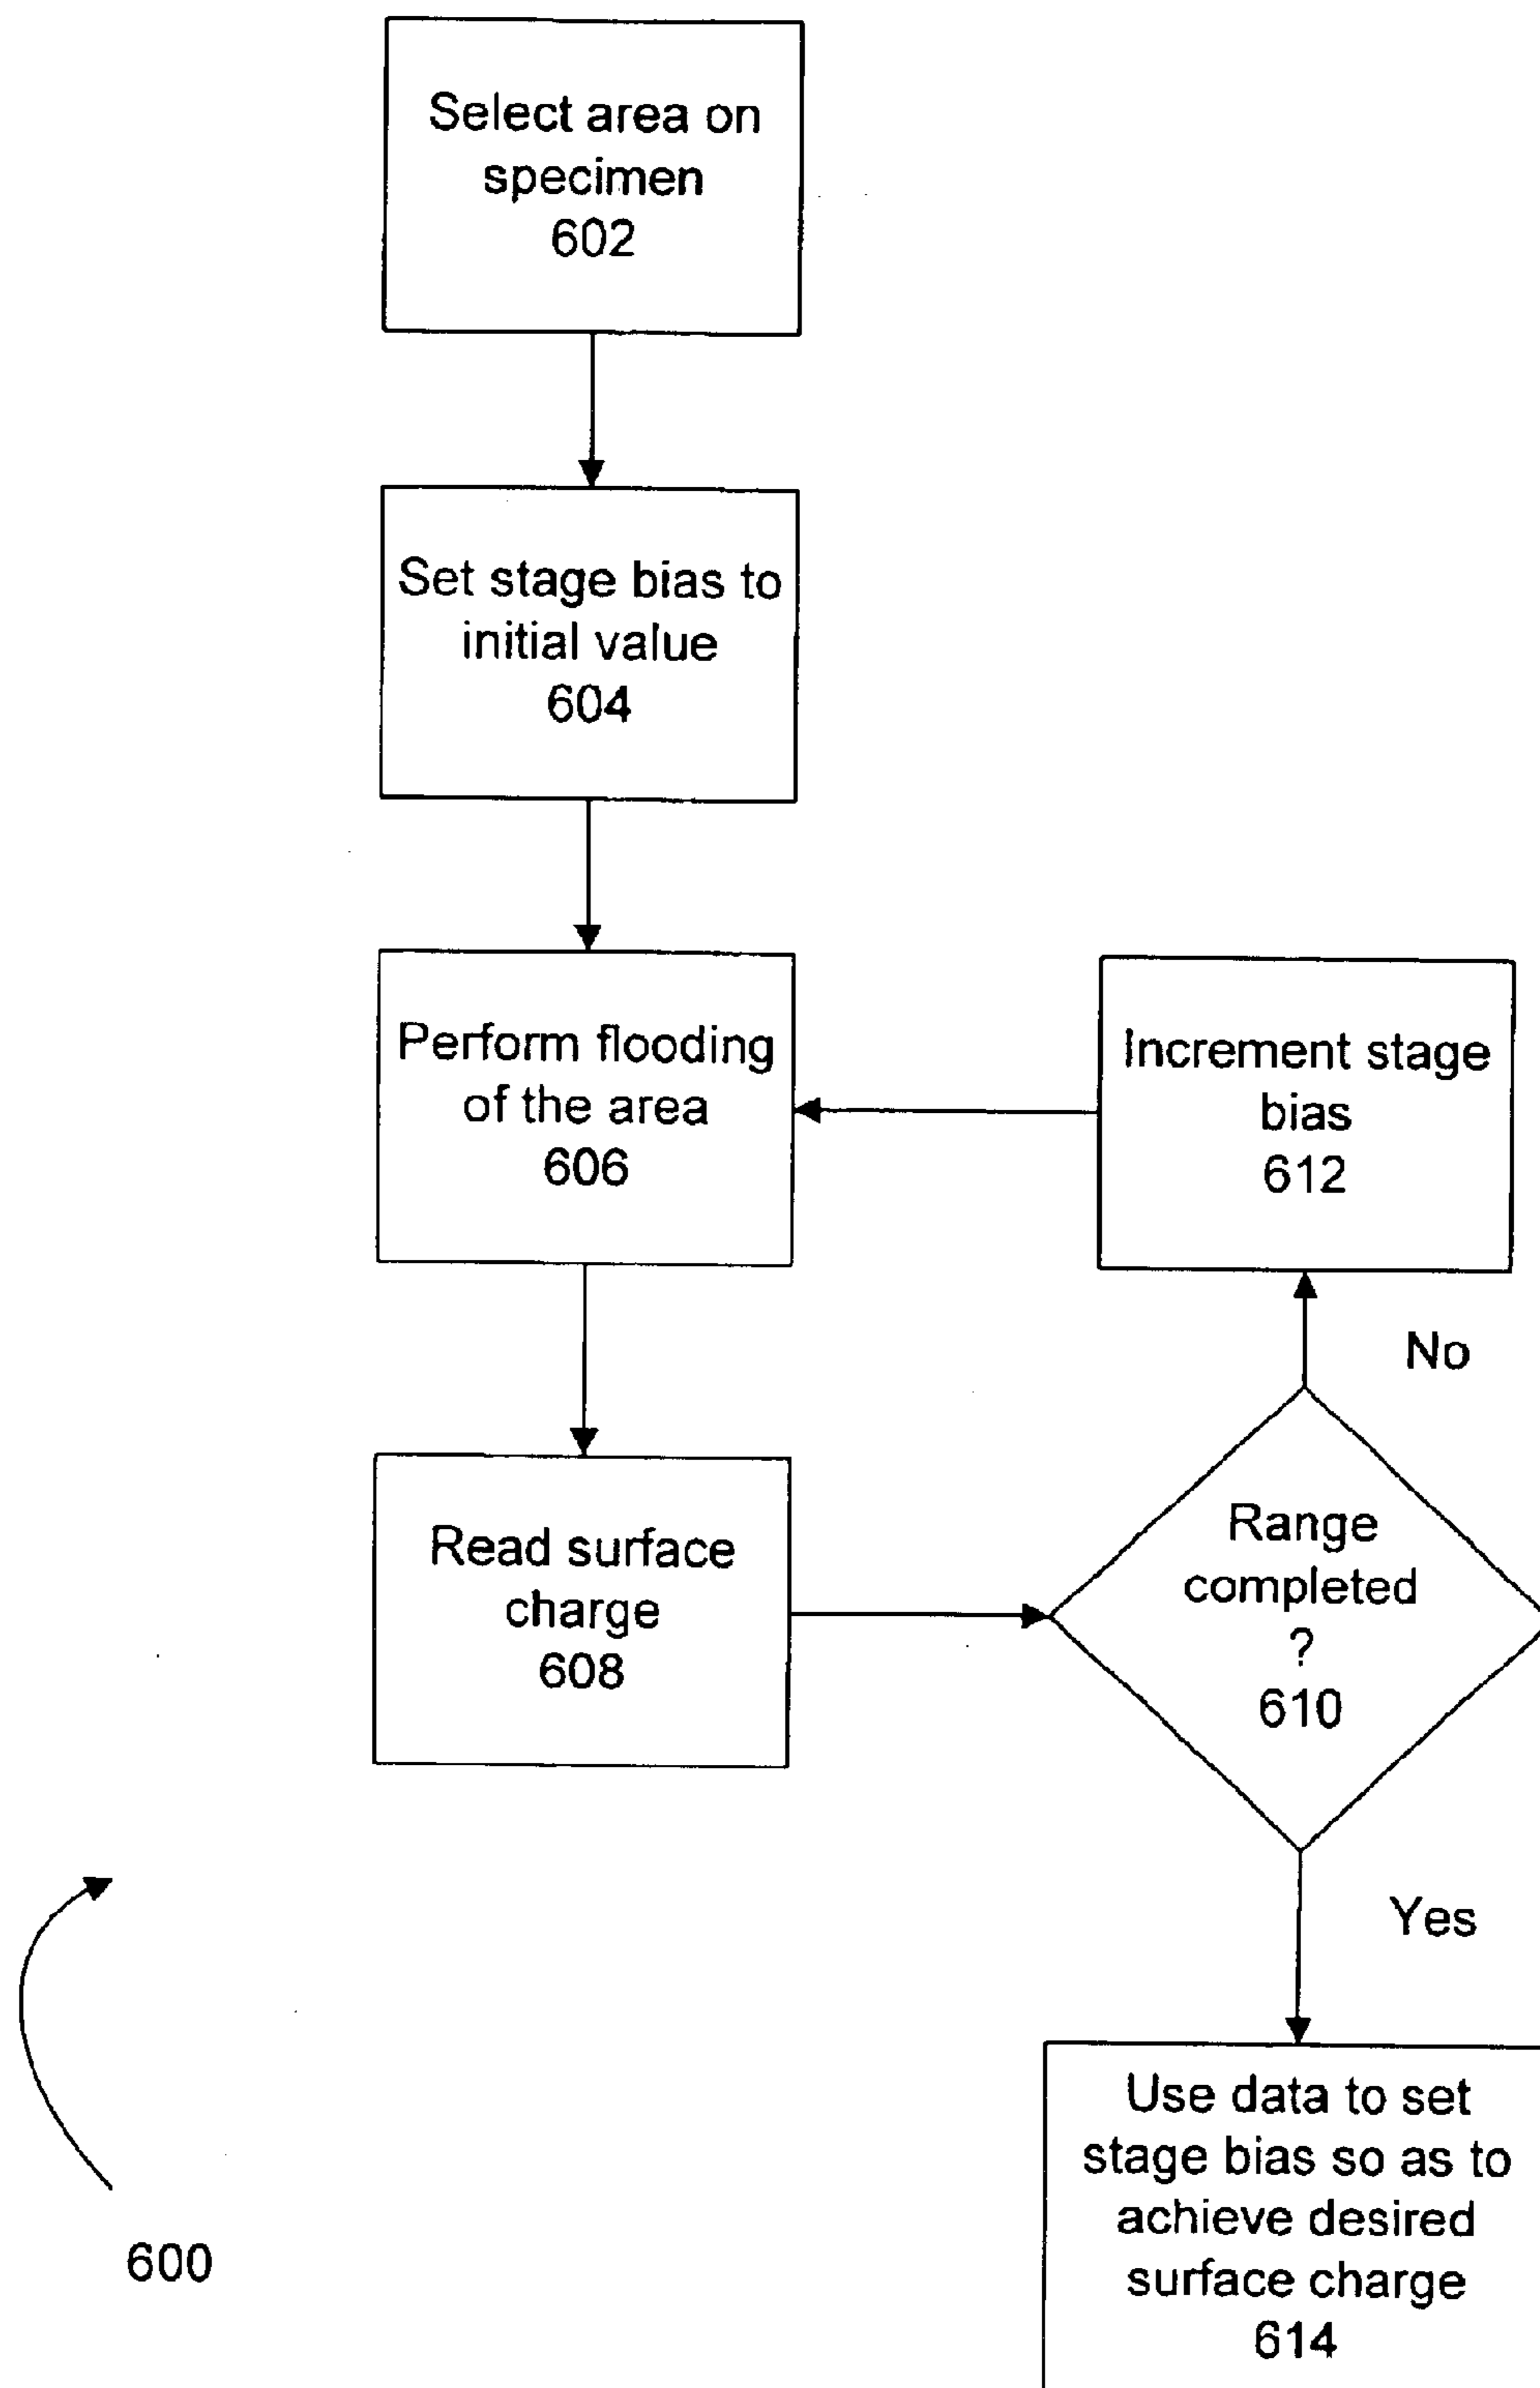 Select area on
specimen
602
Set stage bias to
initial value
604
Perform flooding
of the area
606
Increment stage
bias
612
No
Read surface
charge
608
Range
completed
?
610
Yes
Use data to set
stage bias so as to
achieve desired
surface charge
614
600